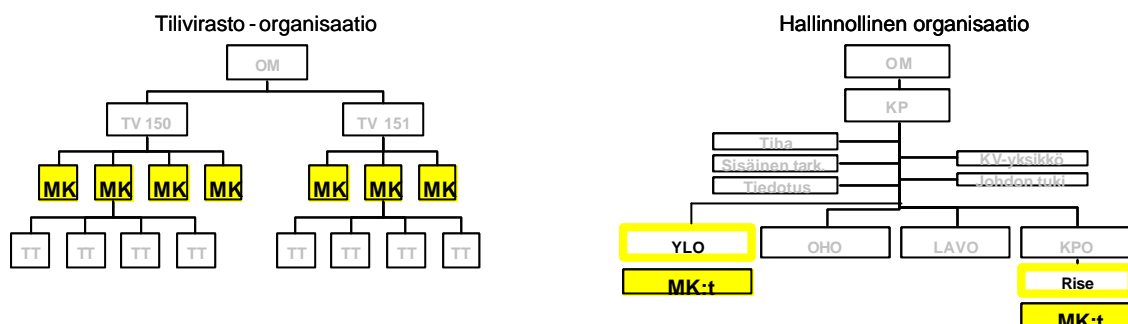 Tilivirasto - organisaatio
OM
TV 150
TV 151
MK MK MK MK
MK MK MK
TT TT TT TT
TT TT TT TT
Hallinnollinen organisaatio
OM
KP
Tiha
Sisäinen tark.
Tiedotus
KV-yksikkö
Johdon tuki
YLO
OHO
LAVO
KPO
MK:t
Rise
MK:t